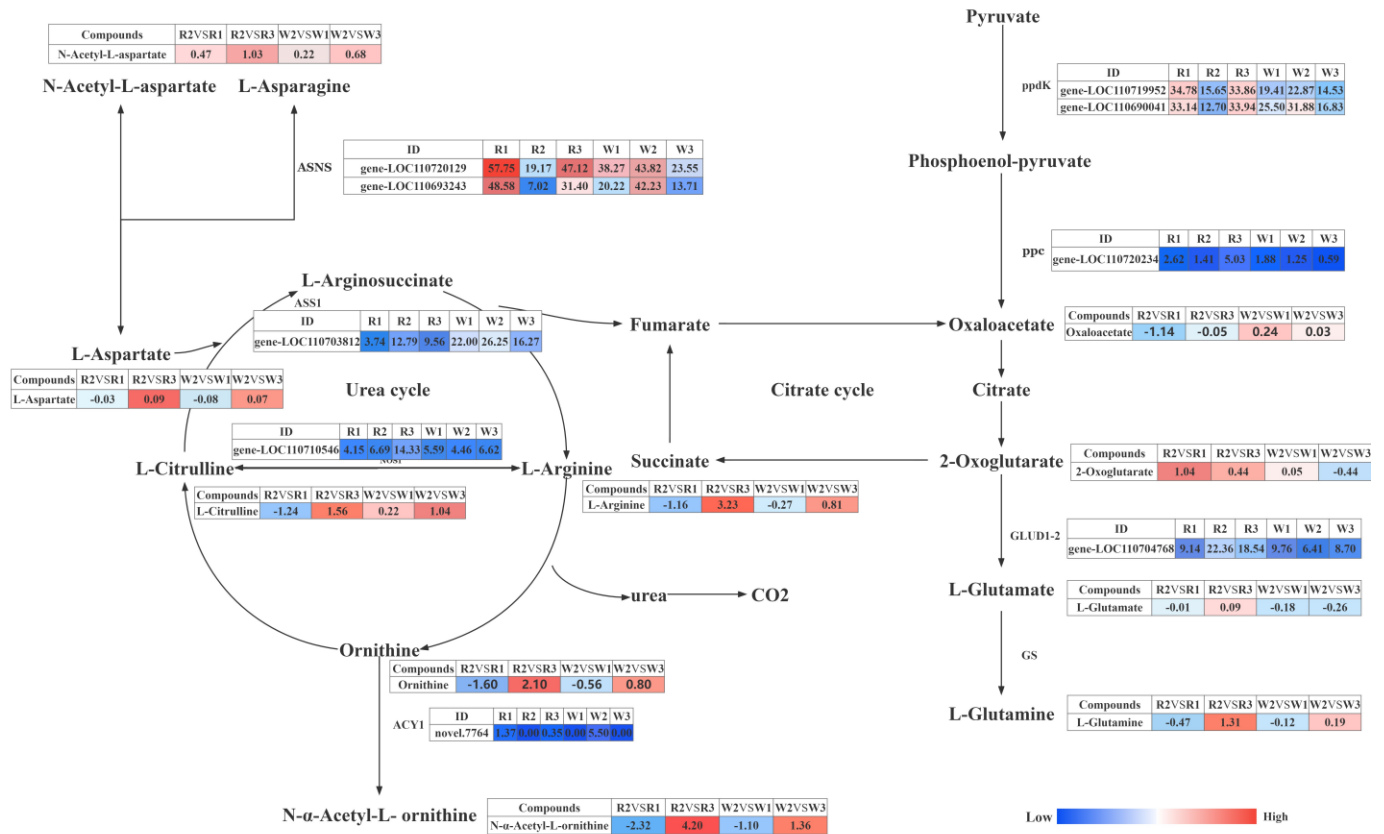 Compounds R2VSR1 R2VSR3 W2VSW1 W2VSW3
N-Acetyl-L-aspartate 0.47 1.03 0.22 0.68
N-Acetyl-L-aspartate L-Asparagine
ASNS
ID R1 R2 R3 W1 W2 W3
gene-LOC110720129 57.75 19.17 47.12 38.27 43.82 23.55
gene-LOC110693243 48.58 7.02 31.40 20.22 42.23 13.71
Pyruvate
ppdK
ID R1 R2 R3 W1 W2 W3
gene-LOC110719952 34.78 15.65 33.86 19.41 22.87 14.53
gene-LOC110690041 33.14 12.70 33.94 25.50 31.88 16.83
Phosphoenol-pyruvate
ppc
ID R1 R2 R3 W1 W2 W3
gene-LOC110720234 2.62 1.41 5.03 1.88 1.25 0.59
L-Arginosuccinate
ASS1
ID R1 R2 R3 W1 W2 W3
gene-LOC110703812 3.74 12.79 9.56 22.00 26.25 16.27
Fumarate
Oxaloacetate
Compounds R2VSR1 R2VSR3 W2VSW1 W2VSW3
Oxaloacetate -1.14 -0.05 0.24 0.03
L-Aspartate
Compounds R2VSR1 R2VSR3 W2VSW1 W2VSW3
L-Aspartate -0.03 0.09 -0.08 0.07
Urea cycle
Citrate cycle
Citrate
ID R1 R2 R3 W1 W2 W3
gene-LOC110710546 4.15 6.69 14.33 5.59 4.46 6.62
NOS1
L-Citrulline
L-Arginine
Succinate
2-Oxoglutarate
Compounds R2VSR1 R2VSR3 W2VSW1 W2VSW3
2-Oxoglutarate 1.04 0.44 0.05 -0.44
Compounds R2VSR1 R2VSR3 W2VSW1 W2VSW3
L-Citrulline -1.24 1.56 0.22 1.04
Compounds R2VSR1 R2VSR3 W2VSW1 W2VSW3
L-Arginine -1.16 3.23 -0.27 0.81
GLUD1-2
ID R1 R2 R3 W1 W2 W3
gene-LOC110704768 9.14 22.36 18.54 9.76 6.41 8.70
urea
CO2
L-Glutamate
Compounds R2VSR1 R2VSR3 W2VSW1 W2VSW3
L-Glutamate -0.01 0.09 -0.18 -0.26
Ornithine
Compounds R2VSR1 R2VSR3 W2VSW1 W2VSW3
Ornithine -1.60 2.10 -0.56 0.80
GS
ACY1
ID R1 R2 R3 W1 W2 W3
novel.7764 1.37 0.00 0.35 0.00 5.50 0.00
L-Glutamine
Compounds R2VSR1 R2VSR3 W2VSW1 W2VSW3
L-Glutamine -0.47 1.31 -0.12 0.19
N-α-Acetyl-L- ornithine
Compounds R2VSR1 R2VSR3 W2VSW1 W2VSW3
N-α-Acetyl-L-ornithine -2.32 4.20 -1.10 1.36
Low High